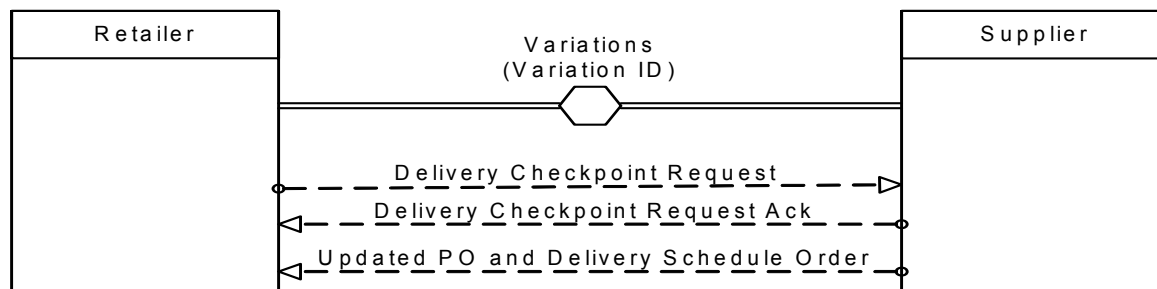 Retailer
Supplier
Variations
(Variation ID)
Delivery Checkpoint Request
Delivery Checkpoint Request Ack
Updated PO and Delivery Schedule Order